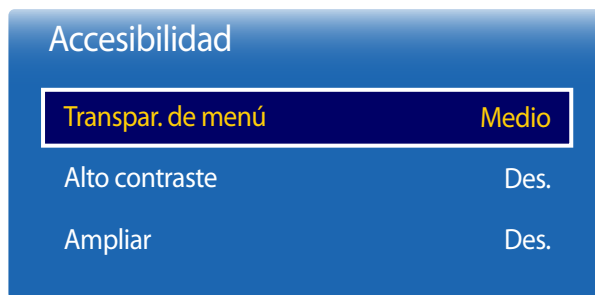 Accesibilidad
Transpar. de menú Medio
Alto contraste Des.
Ampliar Des.